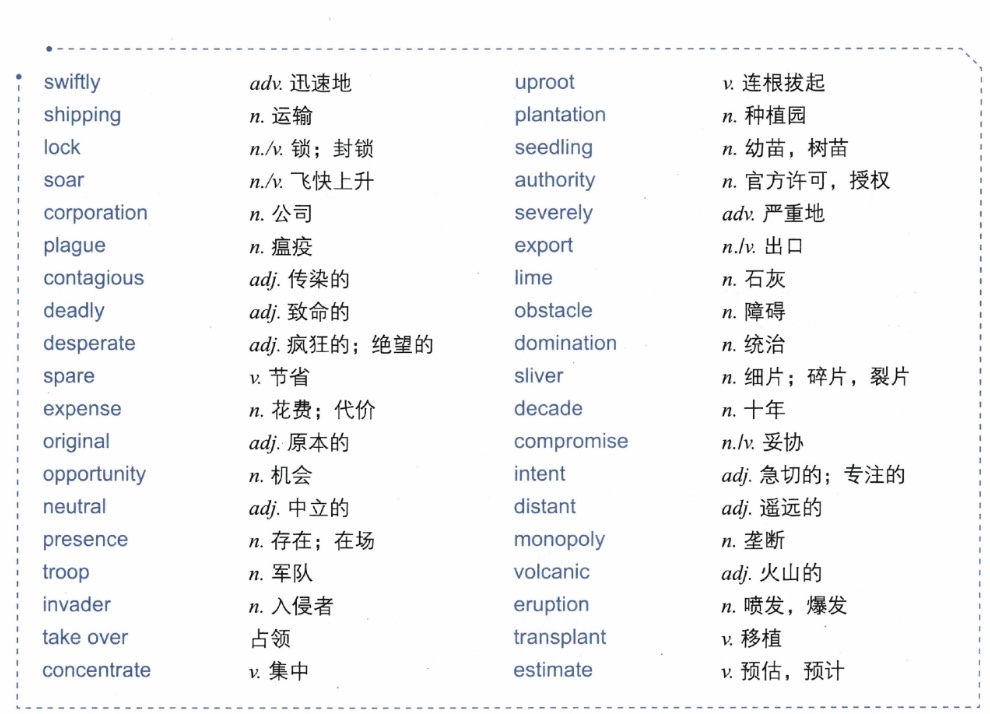 swiftly adv. 迅速地
shipping n. 运输
lock n./v. 锁；封锁
soar n./v. 飞快上升
corporation n. 公司
plague n. 瘟疫
contagious adj. 传染的
deadly adj. 致命的
desperate adj. 疯狂的；绝望的
spare v. 节省
expense n. 花费；代价
original adj. 原本的
opportunity n. 机会
neutral adj. 中立的
presence n. 存在；在场
troop n. 军队
invader n. 入侵者
take over 占领
concentrate v. 集中
uproot v. 连根拔起
plantation n. 种植园
seedling n. 幼苗，树苗
authority n. 官方许可，授权
severely adv. 严重地
export n./v. 出口
lime n. 石灰
obstacle n. 障碍
domination n. 统治
sliver n. 细片；碎片，裂片
decade n. 十年
compromise n./v. 妥协
intent adj. 急切的；专注的
distant adj. 遥远的
monopoly n. 垄断
volcanic adj. 火山的
eruption n. 喷发，爆发
transplant v. 移植
estimate v. 预估，预计